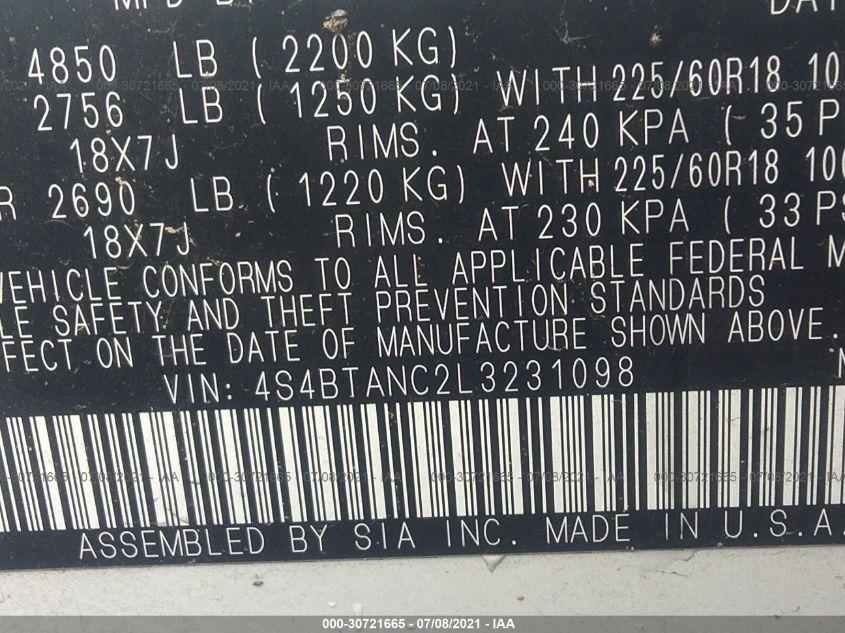 4850 LB ( 2200 KG)
2756 LB ( 1250 KG) WITH 225/60R18
18X7J RIMS. AT 240 KPA ( 35
2690 LB ( 1220 KG) WITH 225/60R18
18X7J RIMS. AT 230 KPA ( 33
VEHICLE CONFORMS TO ALL APPLICABLE FEDERAL
SAFETY AND THEFT PREVENTION STANDARDS
ON THE DATE OF MANUFACTURE SHOWN ABOVE.
VIN: 4S4BTANC2L3231098
ASSEMBLED BY SIA INC. MADE IN U.S.A.
000-30721665 - 07/08/2021 - IAA